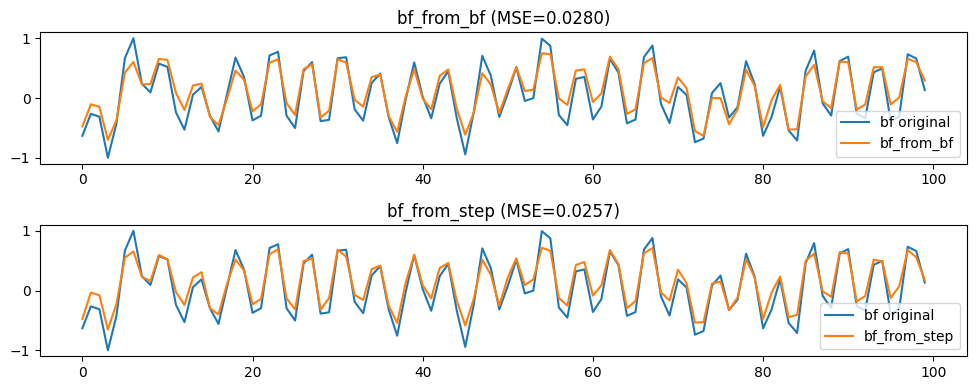 bf_from_bf (MSE=0.0280)
1
0
−1
bf original
bf_from_bf
0 20 40 60 80 100
bf_from_step (MSE=0.0257)
1
0
−1
bf original
bf_from_step
0 20 40 60 80 100